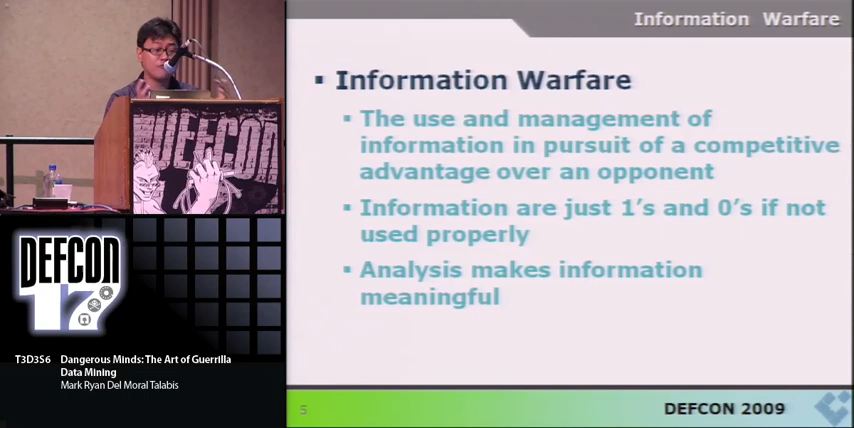 Information Warfare
▪ Information Warfare
▪ The use and management of
information in pursuit of a competitive
advantage over an opponent
▪ Information are just 1's and 0's if not
used properly
▪ Analysis makes information
meaningful
DEFCON
DEFCON
17
T3D3S6 Dangerous Minds: The Art of Guerrilla
Data Mining
Mark Ryan Del Moral Talabis
5
DEFCON 2009